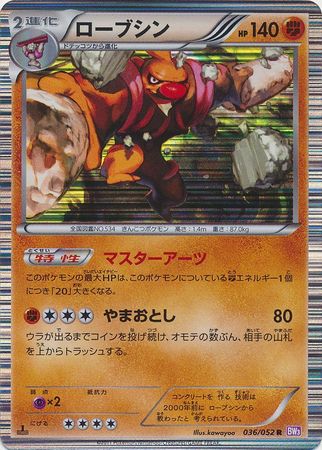 2進化
ローブシン
HP 140
ドテッコツから進化
全国図鑑NO.534 きんこつポケモン 高さ：1.4m 重さ：87.0kg
特性 マスターアーツ
このポケモンの最大HPは、このポケモンについている エネルギー1個
につき「20」大きくなる。
やまおとし 80
ウラが出るまでコインを投げ続け、オモテの数ぶん、相手の山札
を上からトラッシュする。
弱点 抵抗力
×2
にげる
コンクリートを 作る 技術は
2000年前に ローブシンから
教わったと 考えられている。
Illus.kawayoo
036/052 R